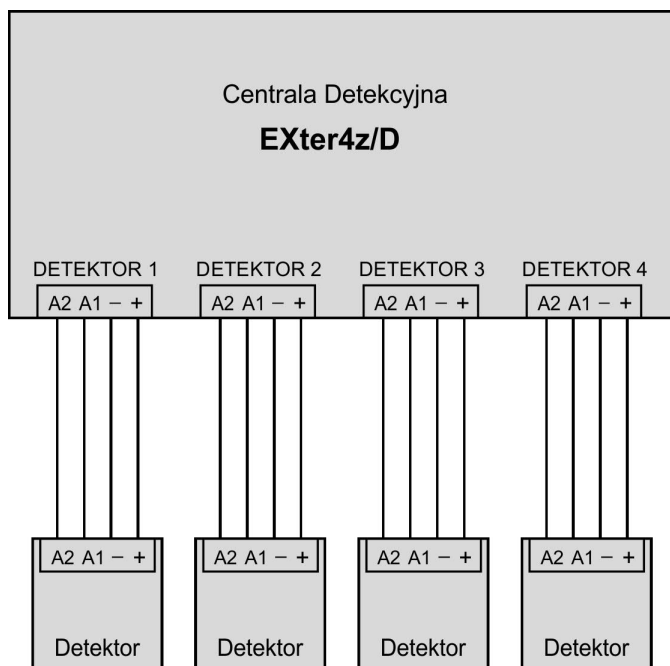 Centrala Detekcyjna
EXter4z/D
DETEKTOR 1 DETEKTOR 2 DETEKTOR 3 DETEKTOR 4
A2 A1 − + A2 A1 − + A2 A1 − + A2 A1 − +
A2 A1 − + A2 A1 − + A2 A1 − + A2 A1 − +
Detektor Detektor Detektor Detektor